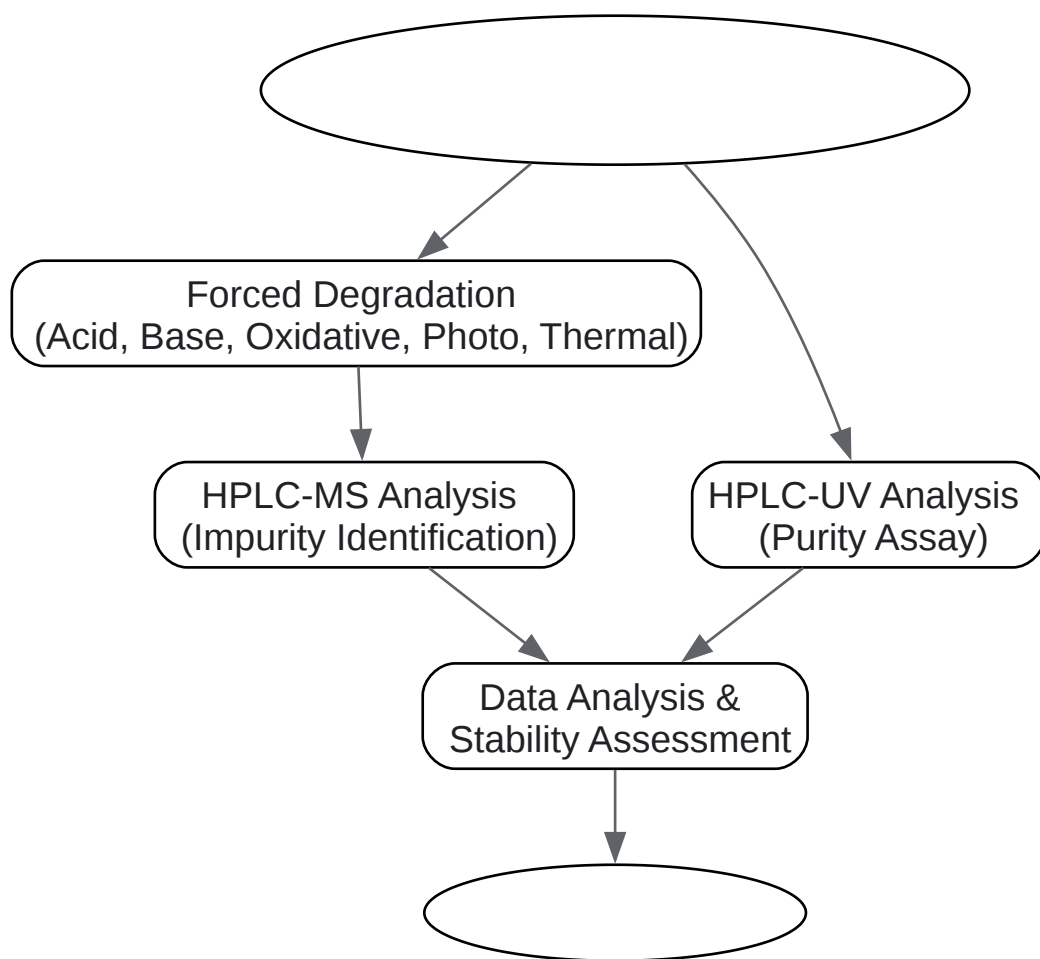 Forced Degradation
(Acid, Base, Oxidative, Photo, Thermal)
HPLC-MS Analysis
(Impurity Identification)
HPLC-UV Analysis
(Purity Assay)
Data Analysis &
Stability Assessment